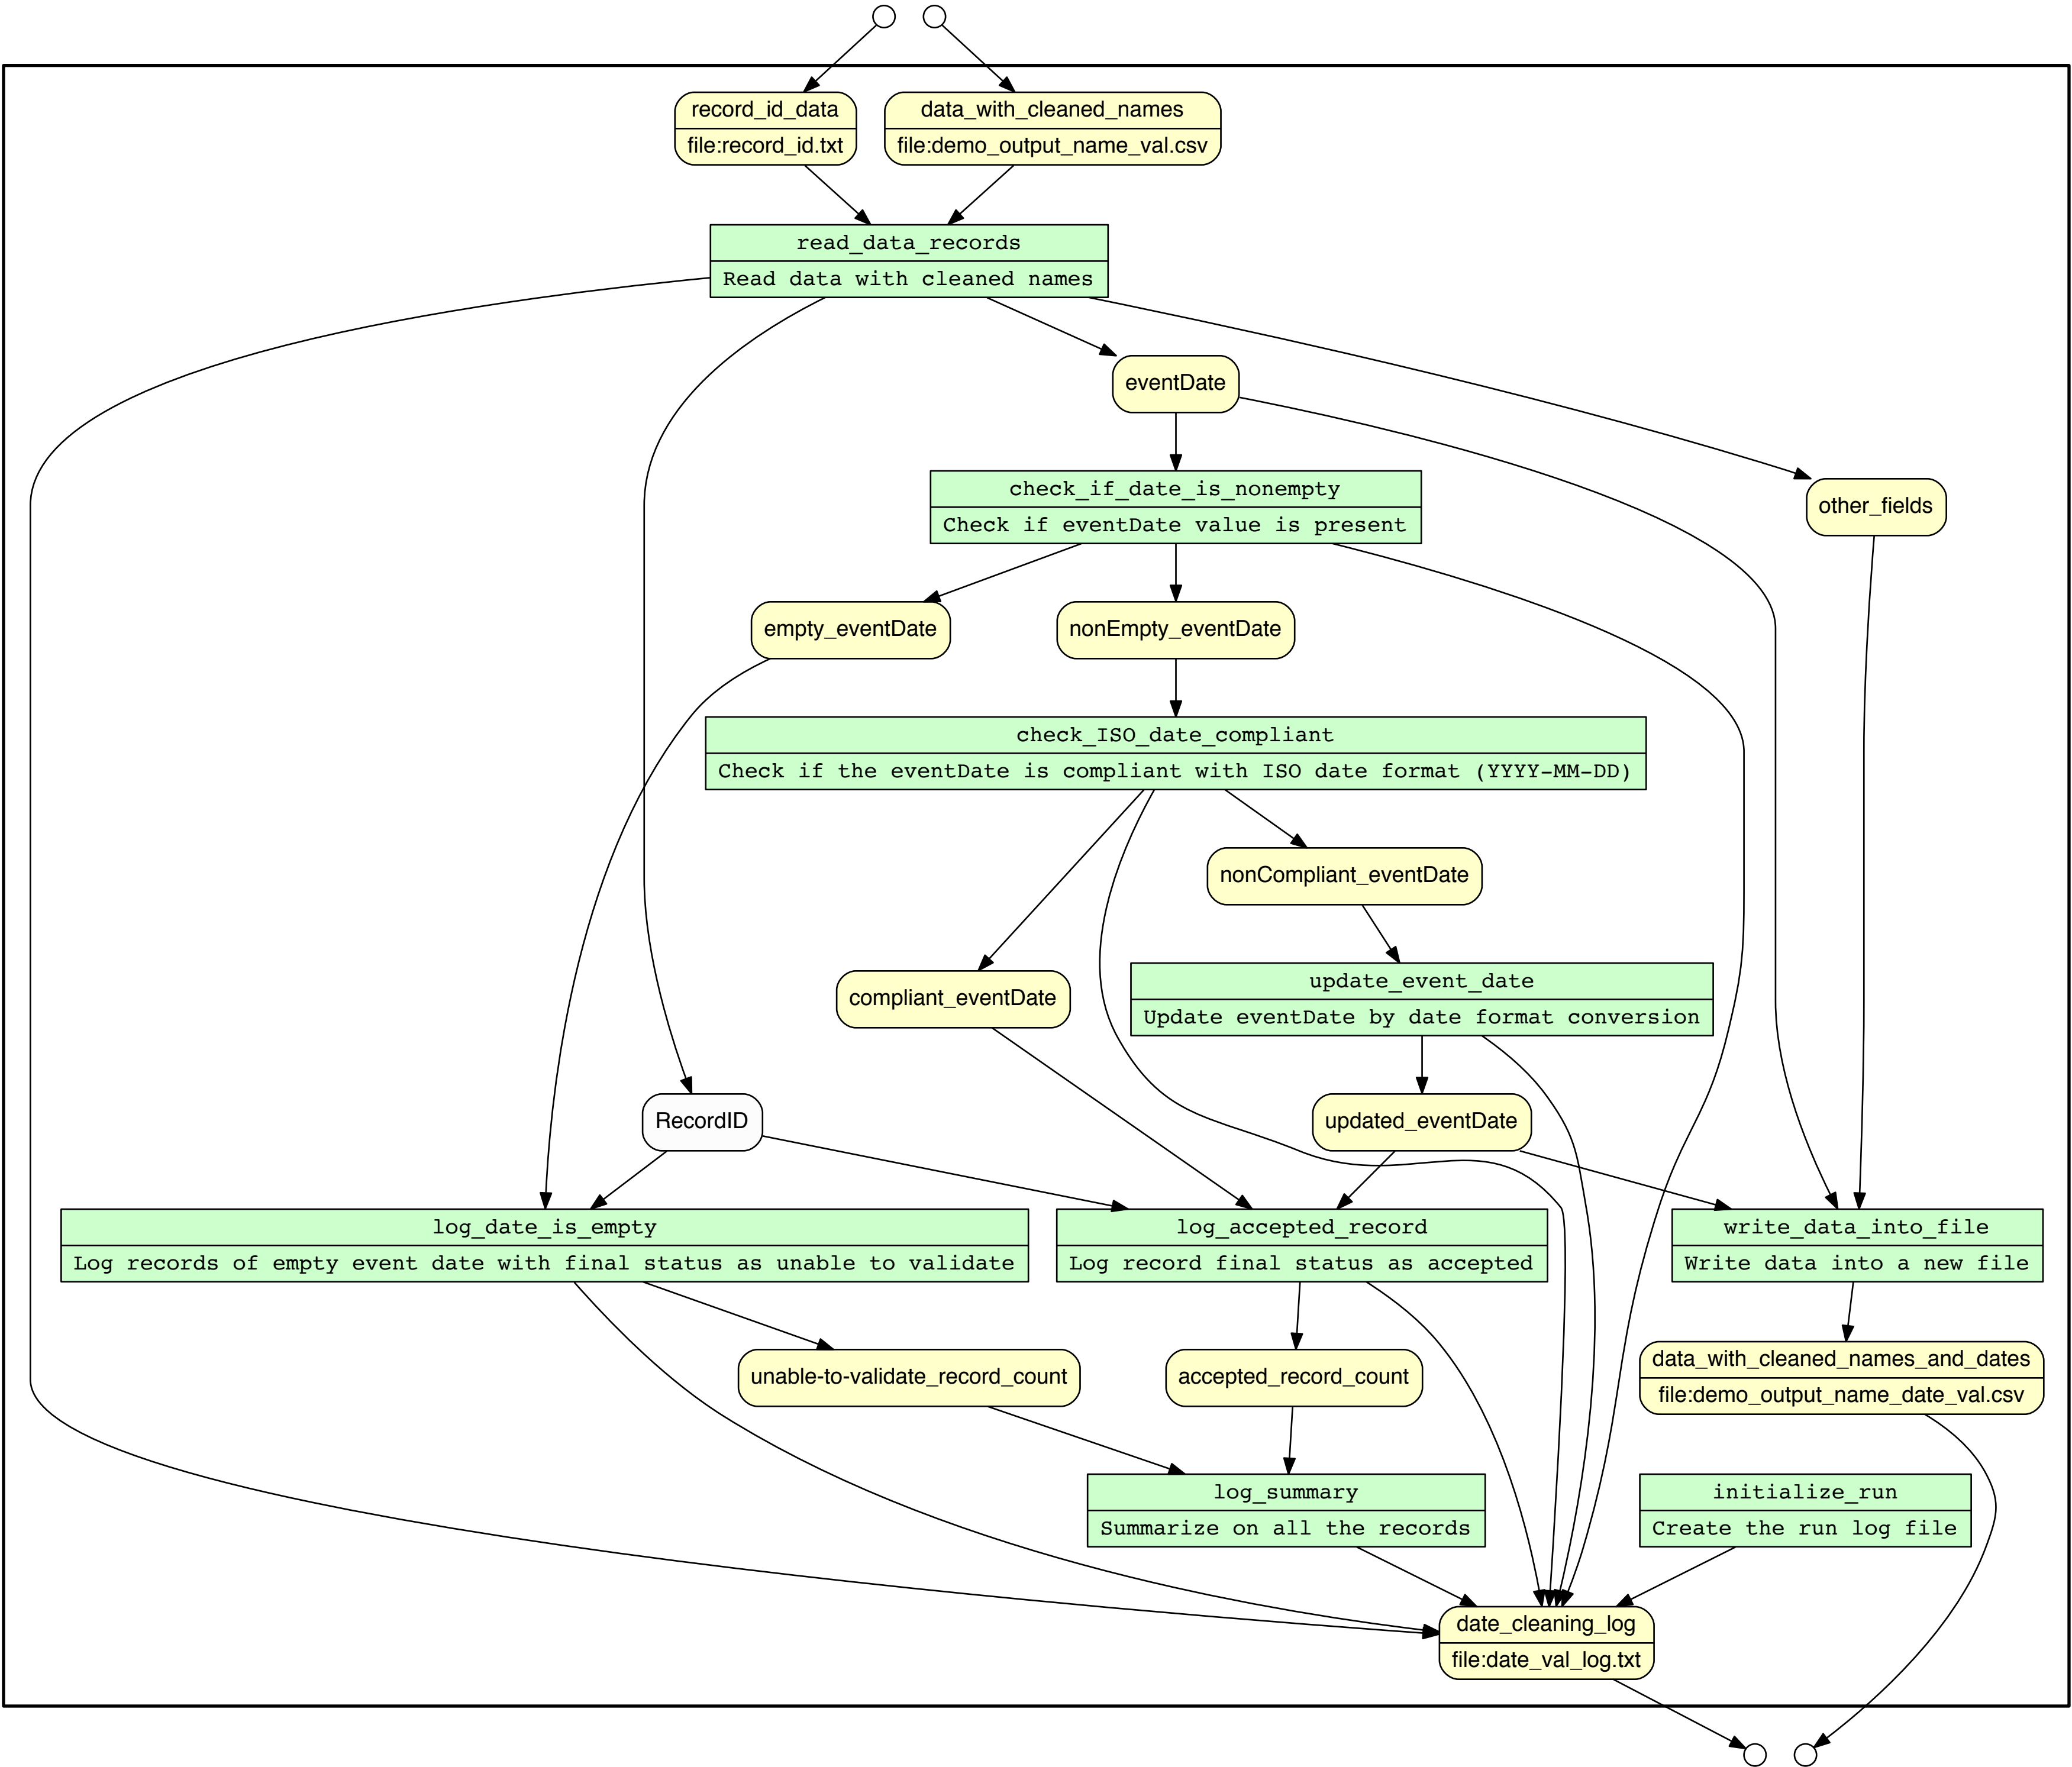 record_id_data
file:record_id.txt
data_with_cleaned_names
file:demo_output_name_val.csv
read_data_records
Read data with cleaned names
eventDate
check_if_date_is_nonempty
Check if eventDate value is present
other_fields
empty_eventDate
nonEmpty_eventDate
check_ISO_date_compliant
Check if the eventDate is compliant with ISO date format (YYYY-MM-DD)
nonCompliant_eventDate
compliant_eventDate
update_event_date
Update eventDate by date format conversion
RecordID
updated_eventDate
log_date_is_empty
Log records of empty event date with final status as unable to validate
log_accepted_record
Log record final status as accepted
write_data_into_file
Write data into a new file
unable-to-validate_record_count
accepted_record_count
data_with_cleaned_names_and_dates
file:demo_output_name_date_val.csv
log_summary
Summarize on all the records
initialize_run
Create the run log file
date_cleaning_log
file:date_val_log.txt